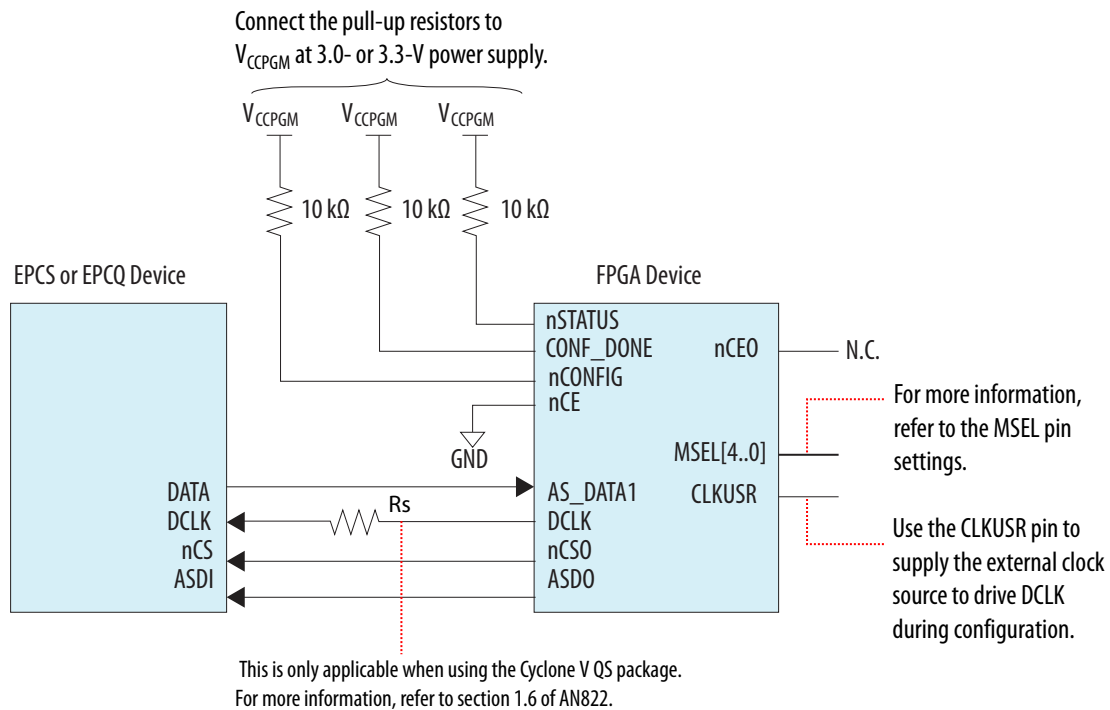 Connect the pull-up resistors to
VCCPGM at 3.0- or 3.3-V power supply.
VCCPGM VCCPGM VCCPGM
10 kΩ 10 kΩ 10 kΩ
EPCS or EPCQ Device
FPGA Device
nSTATUS
CONF_DONE
nCONFIG
nCE
nCEO
N.C.
GND
For more information,
refer to the MSEL pin
settings.
MSEL[4..0]
CLKUSR
DATA
DCLK
nCS
ASDI
Rs
AS_DATA1
DCLK
nCSO
ASDO
Use the CLKUSR pin to
supply the external clock
source to drive DCLK
during configuration.
This is only applicable when using the Cyclone V QS package.
For more information, refer to section 1.6 of AN822.